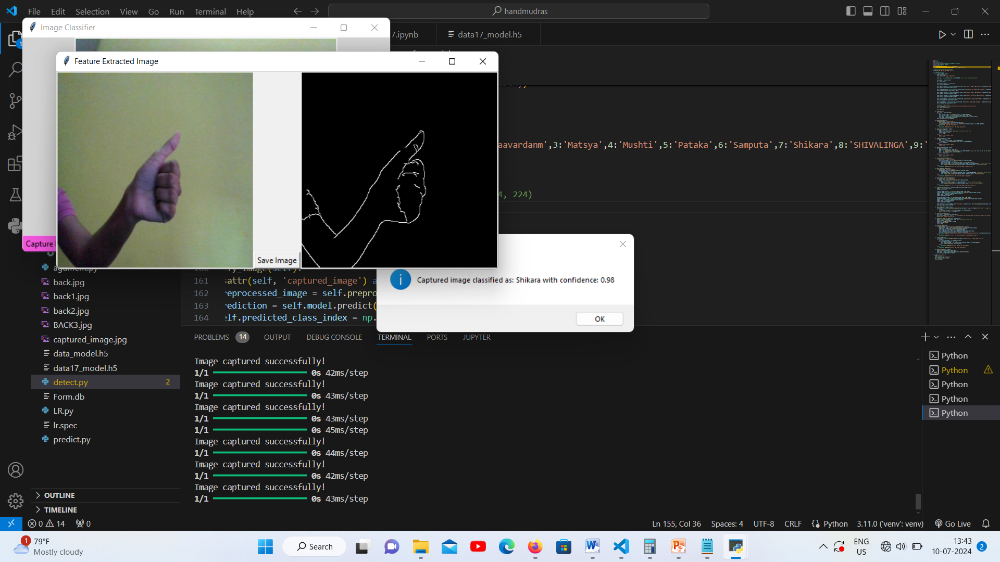 File Edit Selection View Go Run Terminal Help
handmudras
Image Classifier
7.ipynb
data17_model.h5
1
Feature Extracted Image
aavardanm',3:'Matsya',4:'Mushti',5:'Pataka',6:'Samputa',7:'Shikara',8:'SHIVALINGA',9:'
4, 224)
Capture
Save Image
Captured image classified as: Shikara with confidence: 0.98
OK
back.jpg
back1.jpg
back2.jpg
BACK3.jpg
captured_image.jpg
data_model.h5
data17_model.h5
detect.py 2
Form.db
LR.py
lr.spec
predict.py
OUTLINE
TIMELINE
161 sattr(self, 'captured_image') a
162 reprocessed_image = self.prepro
163 rediction = self.model.predict(
164 elf.predicted_class_index = np.
PROBLEMS 14 OUTPUT DEBUG CONSOLE TERMINAL PORTS JUPYTER
Image captured successfully!
1/1 0s 42ms/step
Image captured successfully!
1/1 0s 43ms/step
Image captured successfully!
1/1 0s 43ms/step
1/1 0s 45ms/step
Image captured successfully!
1/1 0s 44ms/step
Image captured successfully!
1/1 0s 42ms/step
Image captured successfully!
1/1 0s 43ms/step
Python
Python
Python
Python
Python
0 14 0
Ln 155, Col 36 Spaces: 4 UTF-8 CRLF Python 3.11.0 ('venv': venv) Go Live
1
79°F
Mostly cloudy
Search
ENG
US
13:43
10-07-2024
2